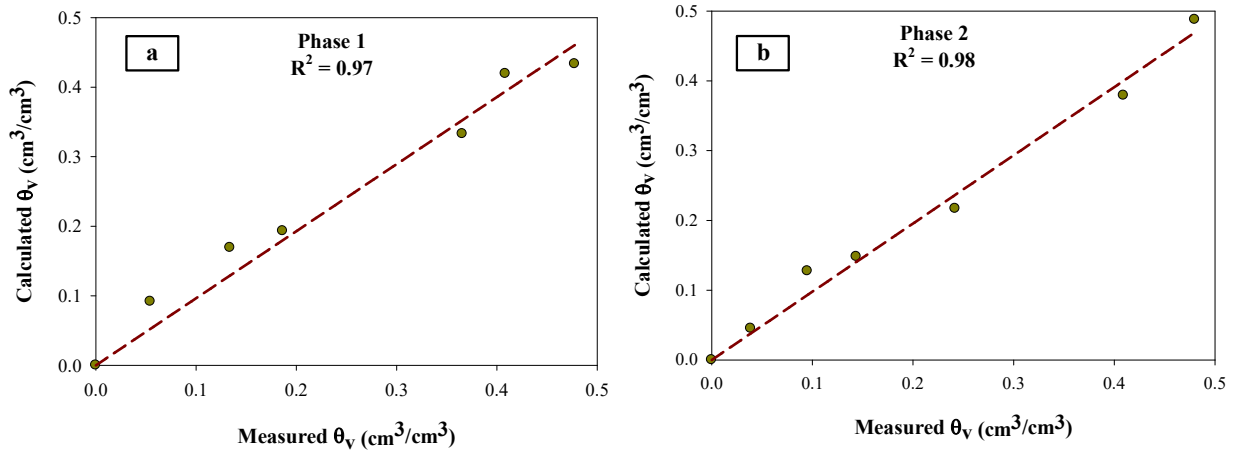 a
Phase 1
R² = 0.97
Calculated θv (cm³/cm³)
0.5
0.4
0.3
0.2
0.1
0.0
0.0 0.1 0.2 0.3 0.4 0.5
Measured θv (cm³/cm³)
b
Phase 2
R² = 0.98
Calculated θv (cm³/cm³)
0.5
0.4
0.3
0.2
0.1
0.0
0.0 0.1 0.2 0.3 0.4 0.5
Measured θv (cm³/cm³)